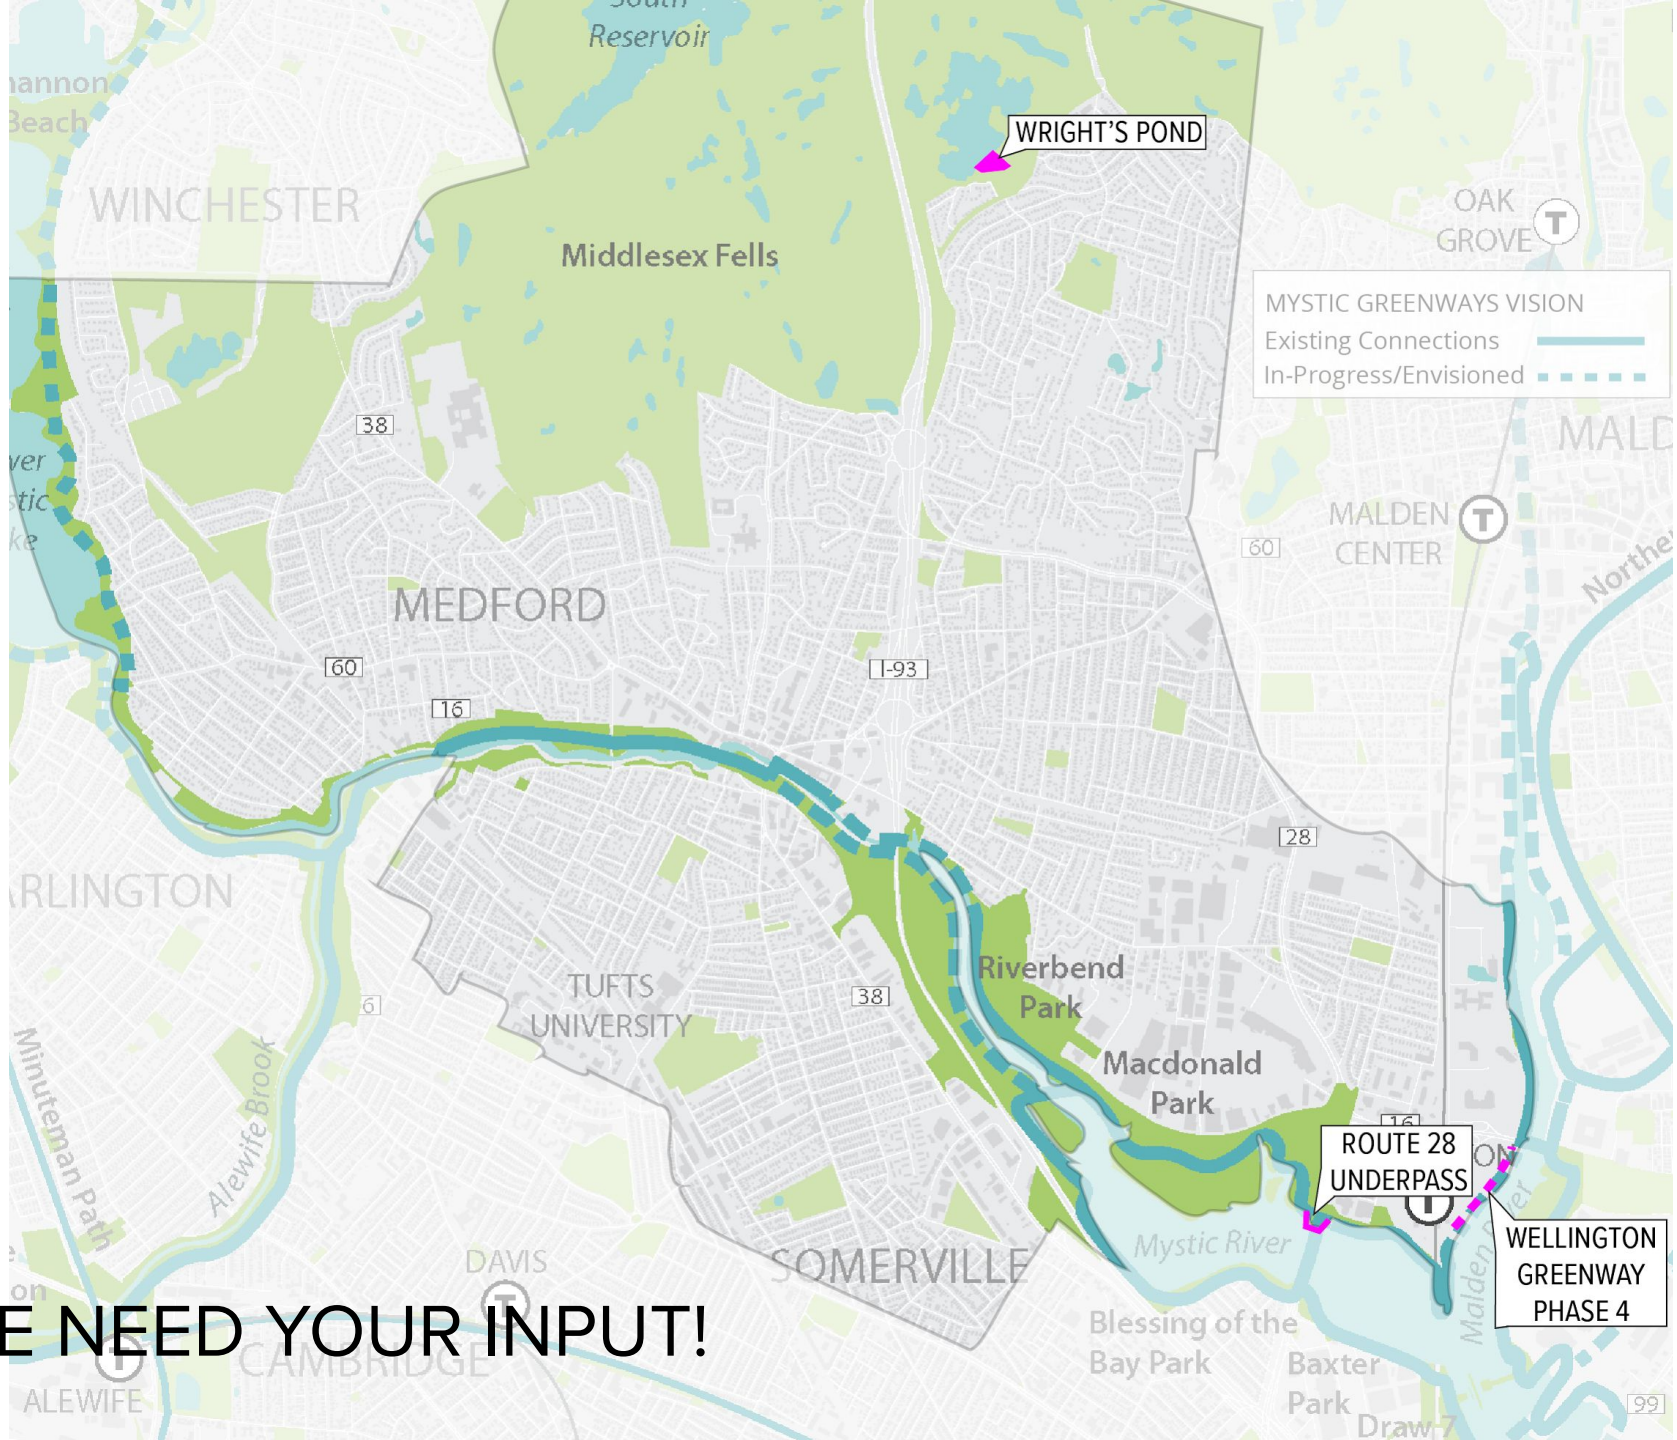 Reservoir
WRIGHT'S POND
WINCHESTER
OAK
GROVE
T
Middlesex Fells
MYSTIC GREENWAYS VISION
Existing Connections
In-Progress/Envisioned
38
MALDEN
CENTER
T
60
MEDFORD
60
16
I-93
28
TUFTS
UNIVERSITY
38
Riverbend
Park
Macdonald
Park
Minuteman Path
Alewife Brook
16
ROUTE 28
UNDERPASS
T
WELLINGTON
GREENWAY
PHASE 4
Mystic River
Malden River
SOMERVILLE
DAVIS
T
NEED YOUR INPUT!
CAMBRIDGE
T
ALEWIFE
Blessing of the
Bay Park
Baxter
Park
Draw 7
99